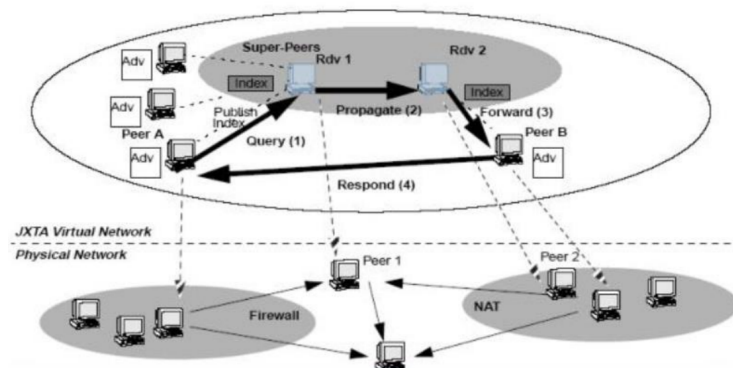 Super-Peers
Rdv 1
Rdv 2
Adv
Index
Index
Adv
Propagate (2)
Forward (3)
Publish
Index
Peer A
Peer B
Query (1)
Adv
Adv
Respond (4)
JXTA Virtual Network
Physical Network
Peer 1
Peer 2
Firewall
NAT